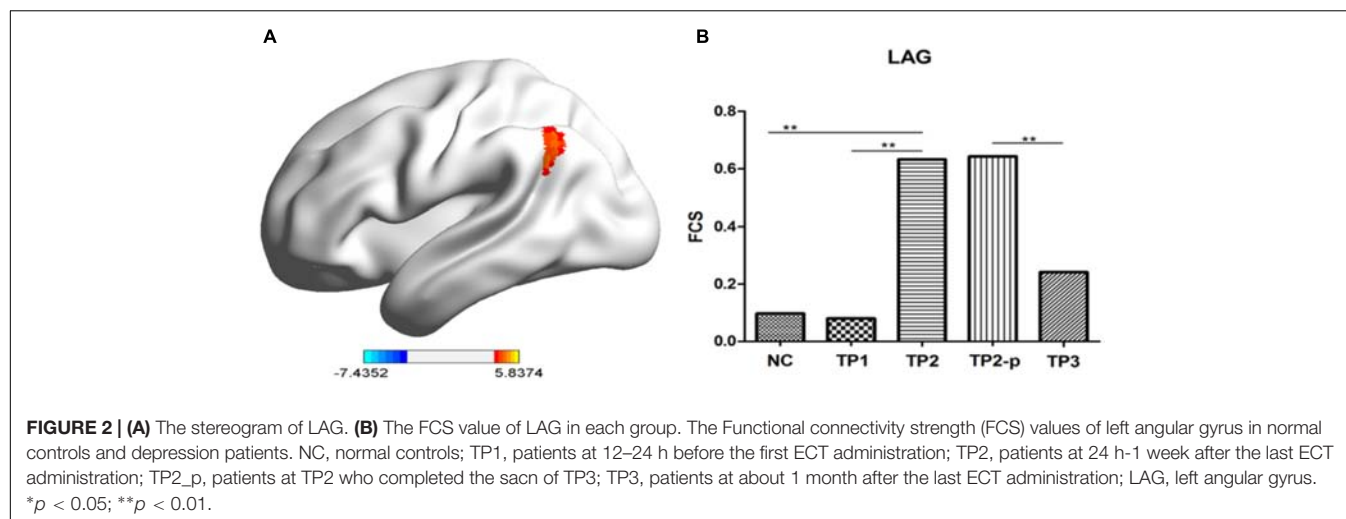 A
-7.4352 5.8374
B
LAG
FCS
0.8
0.6
0.4
0.2
0.0
**
**
**
NC TP1 TP2 TP2-p TP3
FIGURE 2 | (A) The stereogram of LAG. (B) The FCS value of LAG in each group. The Functional connectivity strength (FCS) values of left angular gyrus in normal
controls and depression patients. NC, normal controls; TP1, patients at 12–24 h before the first ECT administration; TP2, patients at 24 h-1 week after the last ECT
administration; TP2_p, patients at TP2 who completed the sacn of TP3; TP3, patients at about 1 month after the last ECT administration; LAG, left angular gyrus.
*p < 0.05; **p < 0.01.